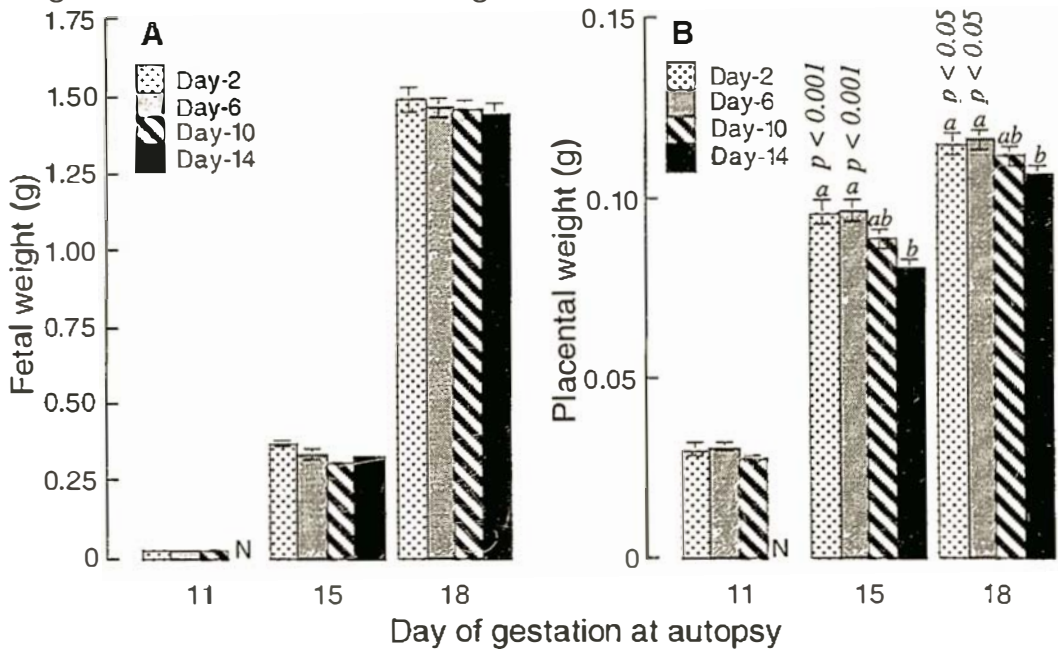 A
1.75
1.50
1.25
1.00
0.75
0.50
0.25
0
Fetal weight (g)
Day-2
Day-6
Day-10
Day-14
N
11
15
18
B
0.15
0.10
0.05
0
Placental weight (g)
Day-2
Day-6
Day-10
Day-14
N
a p < 0.001
a p < 0.001
ab
b
a p < 0.05
a p < 0.05
ab
b
11
15
18
Day of gestation at autopsy